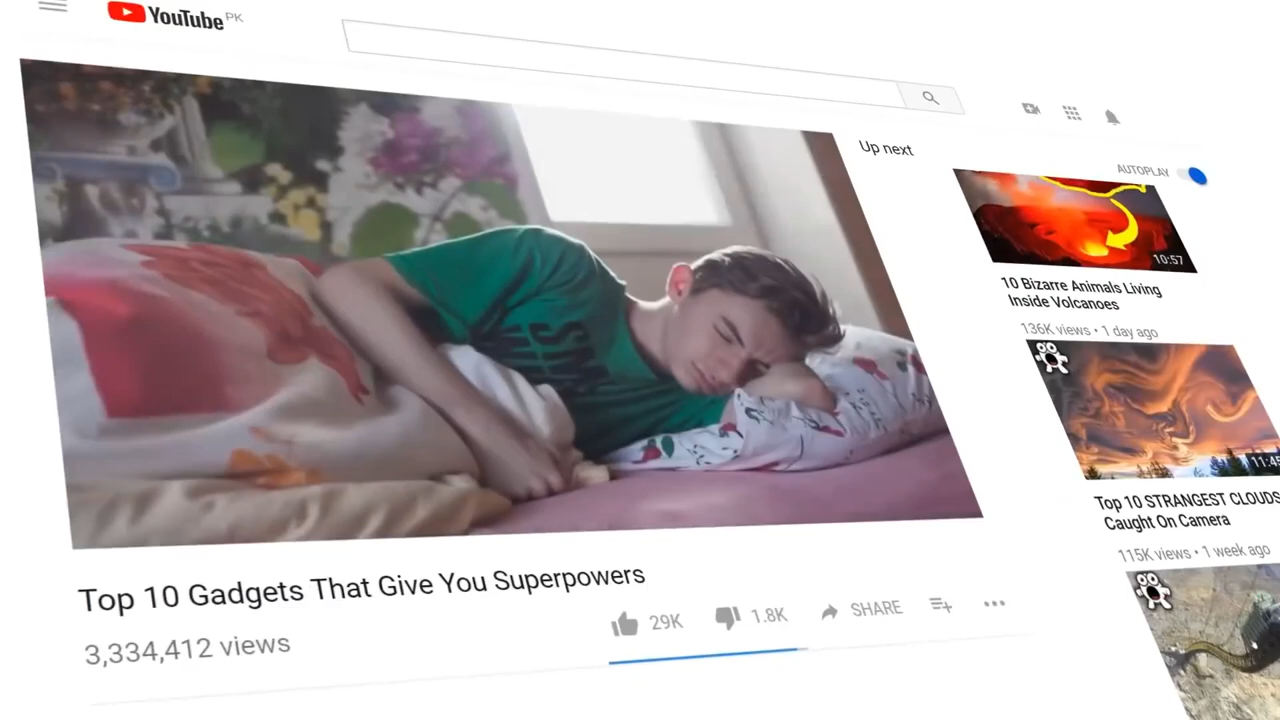 YouTube PK
Up next
AUTOPLAY
10:57
10 Bizarre Animals Living
Inside Volcanoes
136K views • 1 day ago
11:45
Top 10 STRANGEST CLOUDS
Caught On Camera
115K views • 1 week ago
Top 10 Gadgets That Give You Superpowers
3,334,412 views
29K
1.8K
SHARE